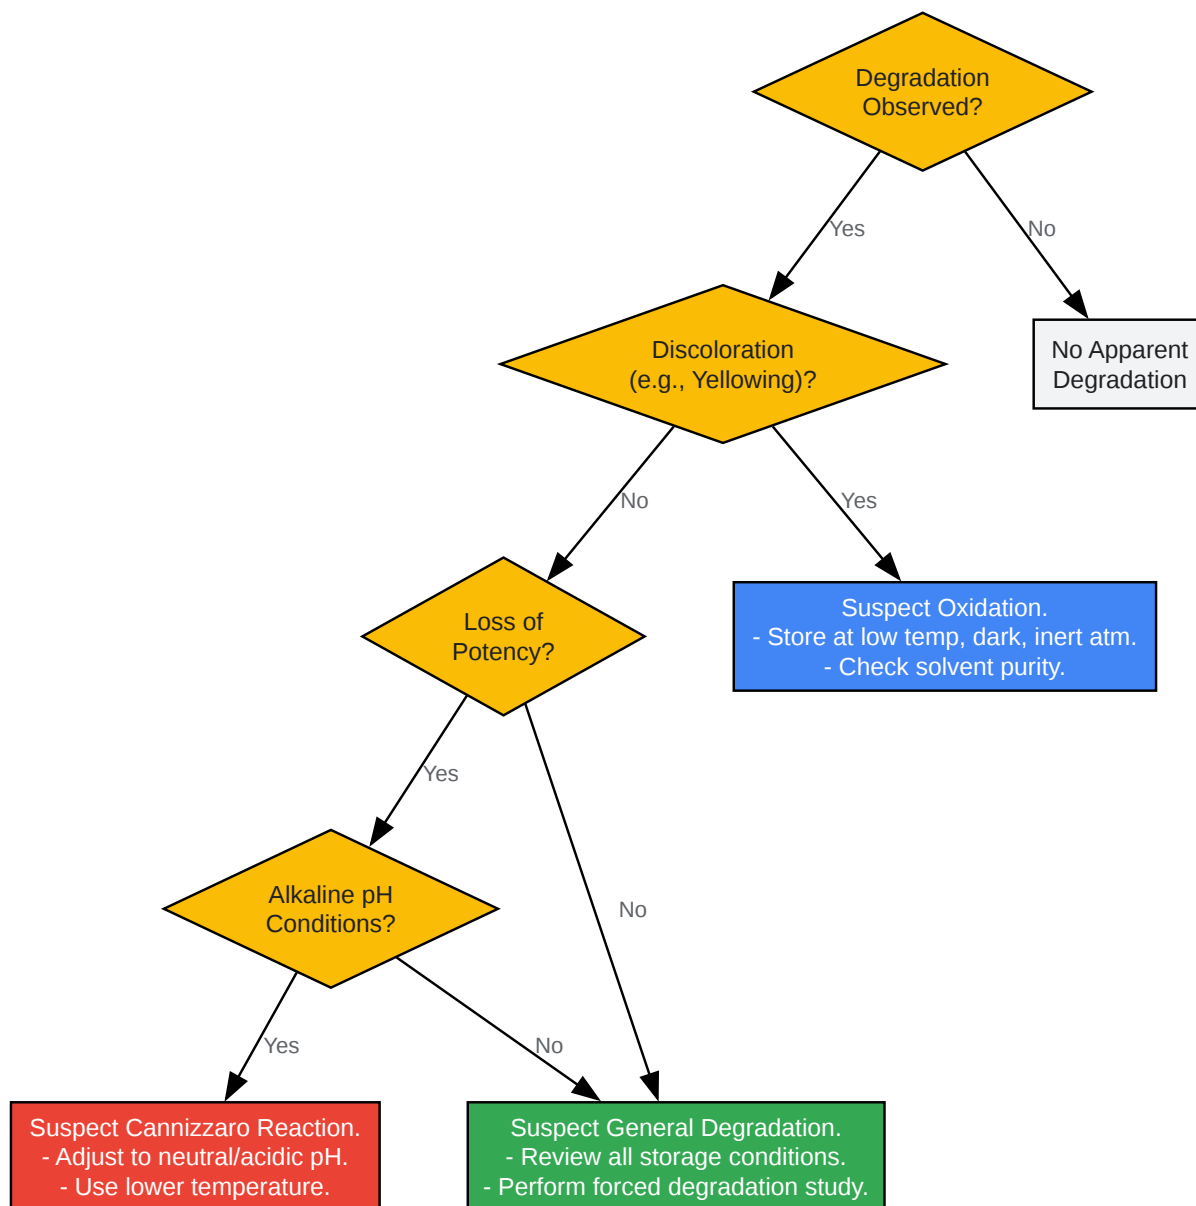 Degradation
Observed?
Yes
No
Discoloration
(e.g., Yellowing)?
No Apparent
Degradation
No
Yes
Loss of
Potency?
Suspect Oxidation.
- Store at low temp, dark, inert atm.
- Check solvent purity.
Yes
No
Alkaline pH
Conditions?
Yes
No
Suspect Cannizzaro Reaction.
- Adjust to neutral/acidic pH.
- Use lower temperature.
Suspect General Degradation.
- Review all storage conditions.
- Perform forced degradation study.